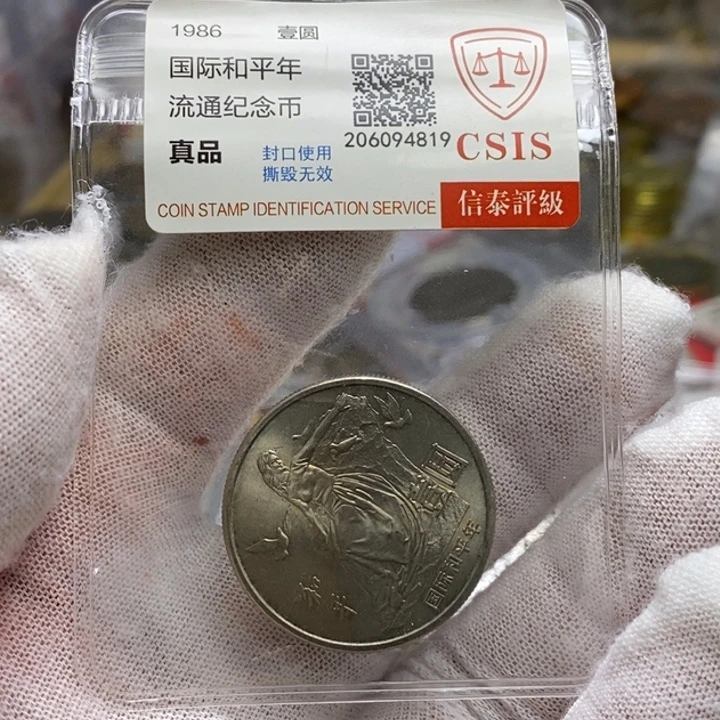 1986 壹圆
国际和平年
流通纪念币
真品
封口使用
撕毁无效
206094819
CSIS
COIN STAMP IDENTIFICATION SERVICE
信泰評級
壹圆
国际和平年
和平